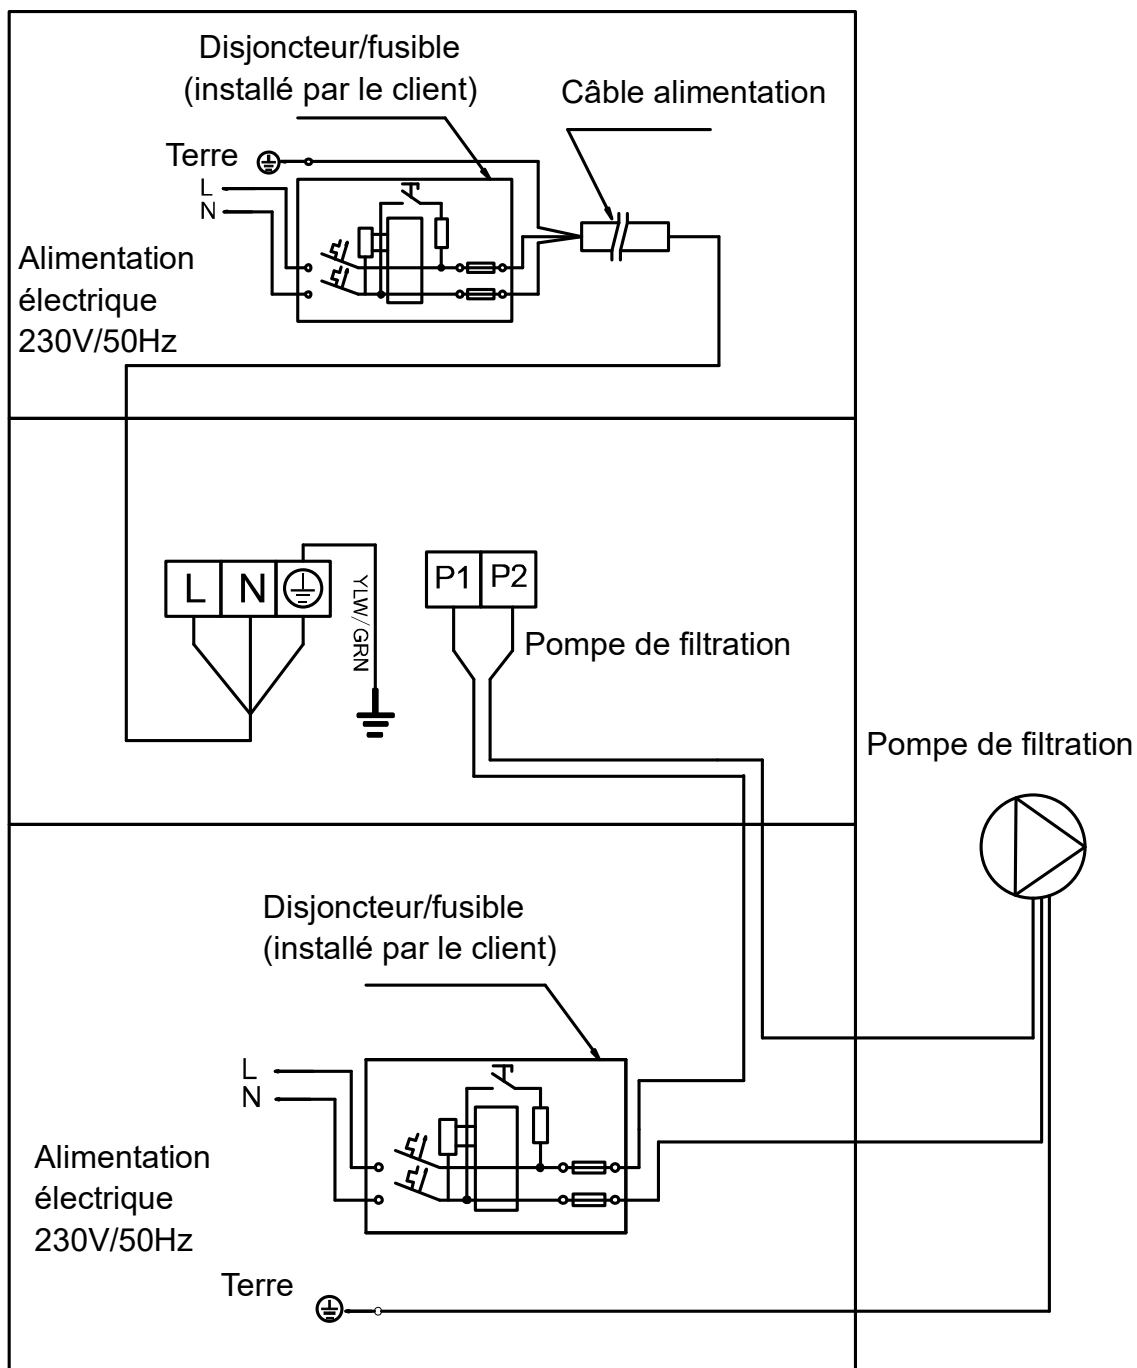 Disjoncteur/fusible
(installé par le client)
Câble alimentation
Terre
L
N
Alimentation
électrique
230V/50Hz
L N
YLW/GRN
P1 P2
Pompe de filtration
Pompe de filtration
Disjoncteur/fusible
(installé par le client)
L
N
Alimentation
électrique
230V/50Hz
Terre